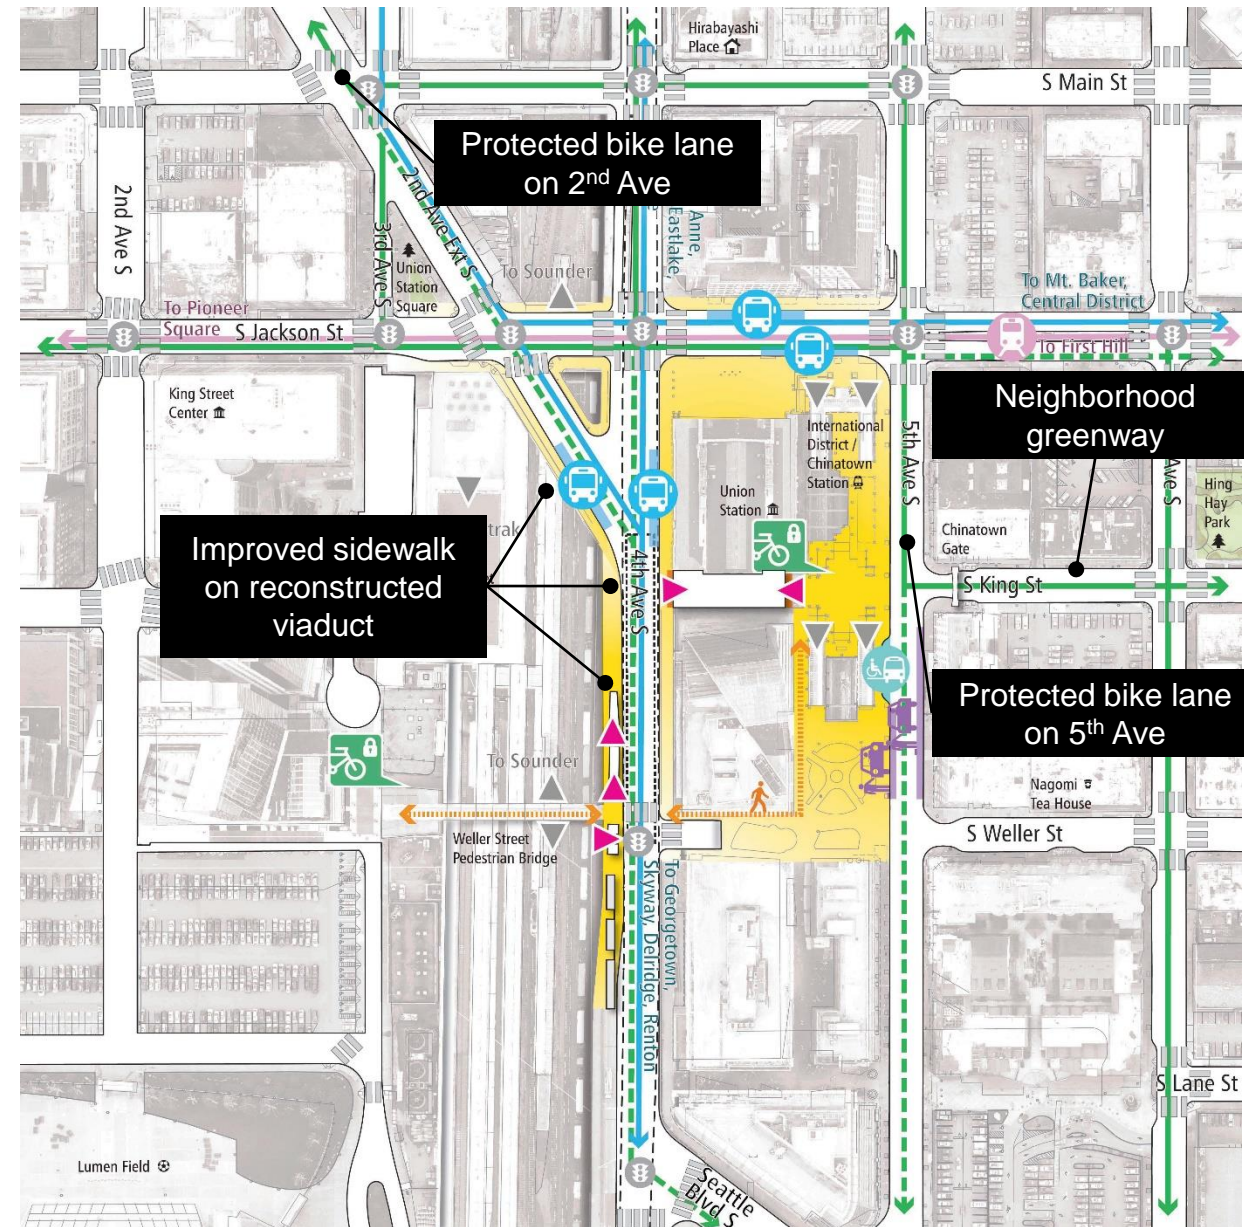 Hirabayashi
Place
S Main St
Protected bike lane
on 2nd Ave
2nd Ave S
2nd Ave Ext S
3rd Ave S
Anne,
Eastlake,
Union
Station
Square
To Sounder
To Mt. Baker,
Central District
To Pioneer
Square
S Jackson St
To First Hill
King Street
Center
International
District /
Chinatown
Station
Neighborhood
greenway
5th Ave S
Ave S
Union
Station
Hing
Hay
Park
Chinatown
Gate
Improved sidewalk
on reconstructed
viaduct
trak
4th Ave S
S King St
Protected bike lane
on 5th Ave
To Sounder
Nagomi
Tea House
Weller Street
Pedestrian Bridge
S Weller St
To Georgetown,
Skyway, Delridge, Renton
S Lane St
Lumen Field
Seattle
Blvd S